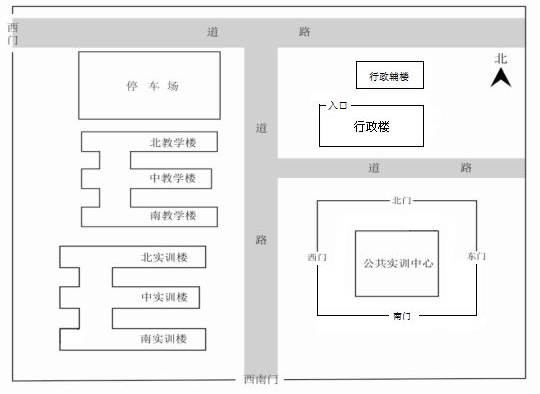 西门
道 路
北
停 车 场
行政辅楼
入口
行政楼
道
北教学楼
中教学楼
南教学楼
道 路
北门
路
北实训楼
西门
公共实训中心
东门
中实训楼
南门
南实训楼
西南门